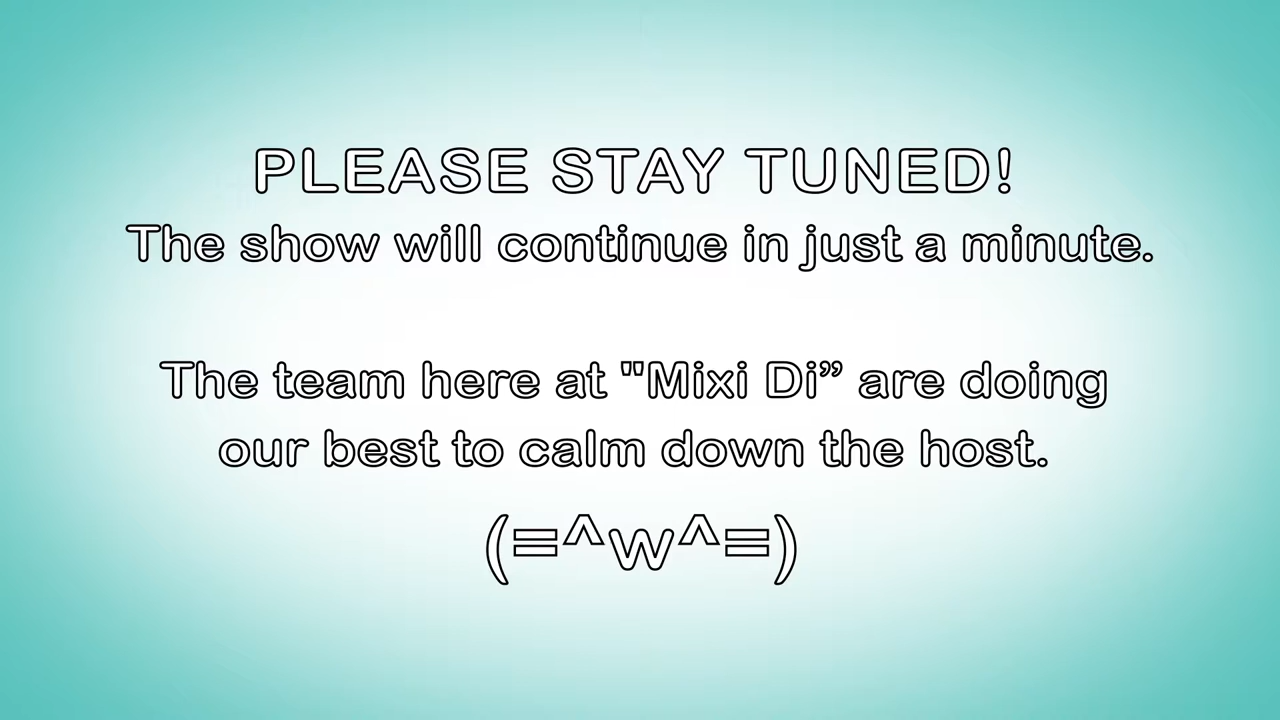 PLEASE STAY TUNED!
The show will continue in just a minute.
The team here at "Mixi Di” are doing
our best to calm down the host.
(=^w^=)